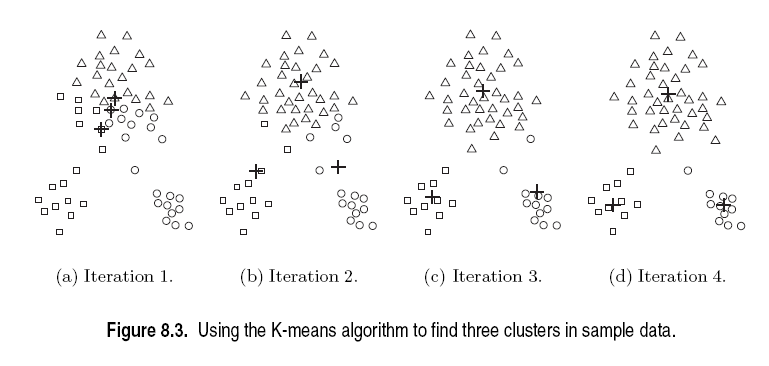 (a) Iteration 1.
(b) Iteration 2.
(c) Iteration 3.
(d) Iteration 4.
Figure 8.3. Using the K-means algorithm to find three clusters in sample data.